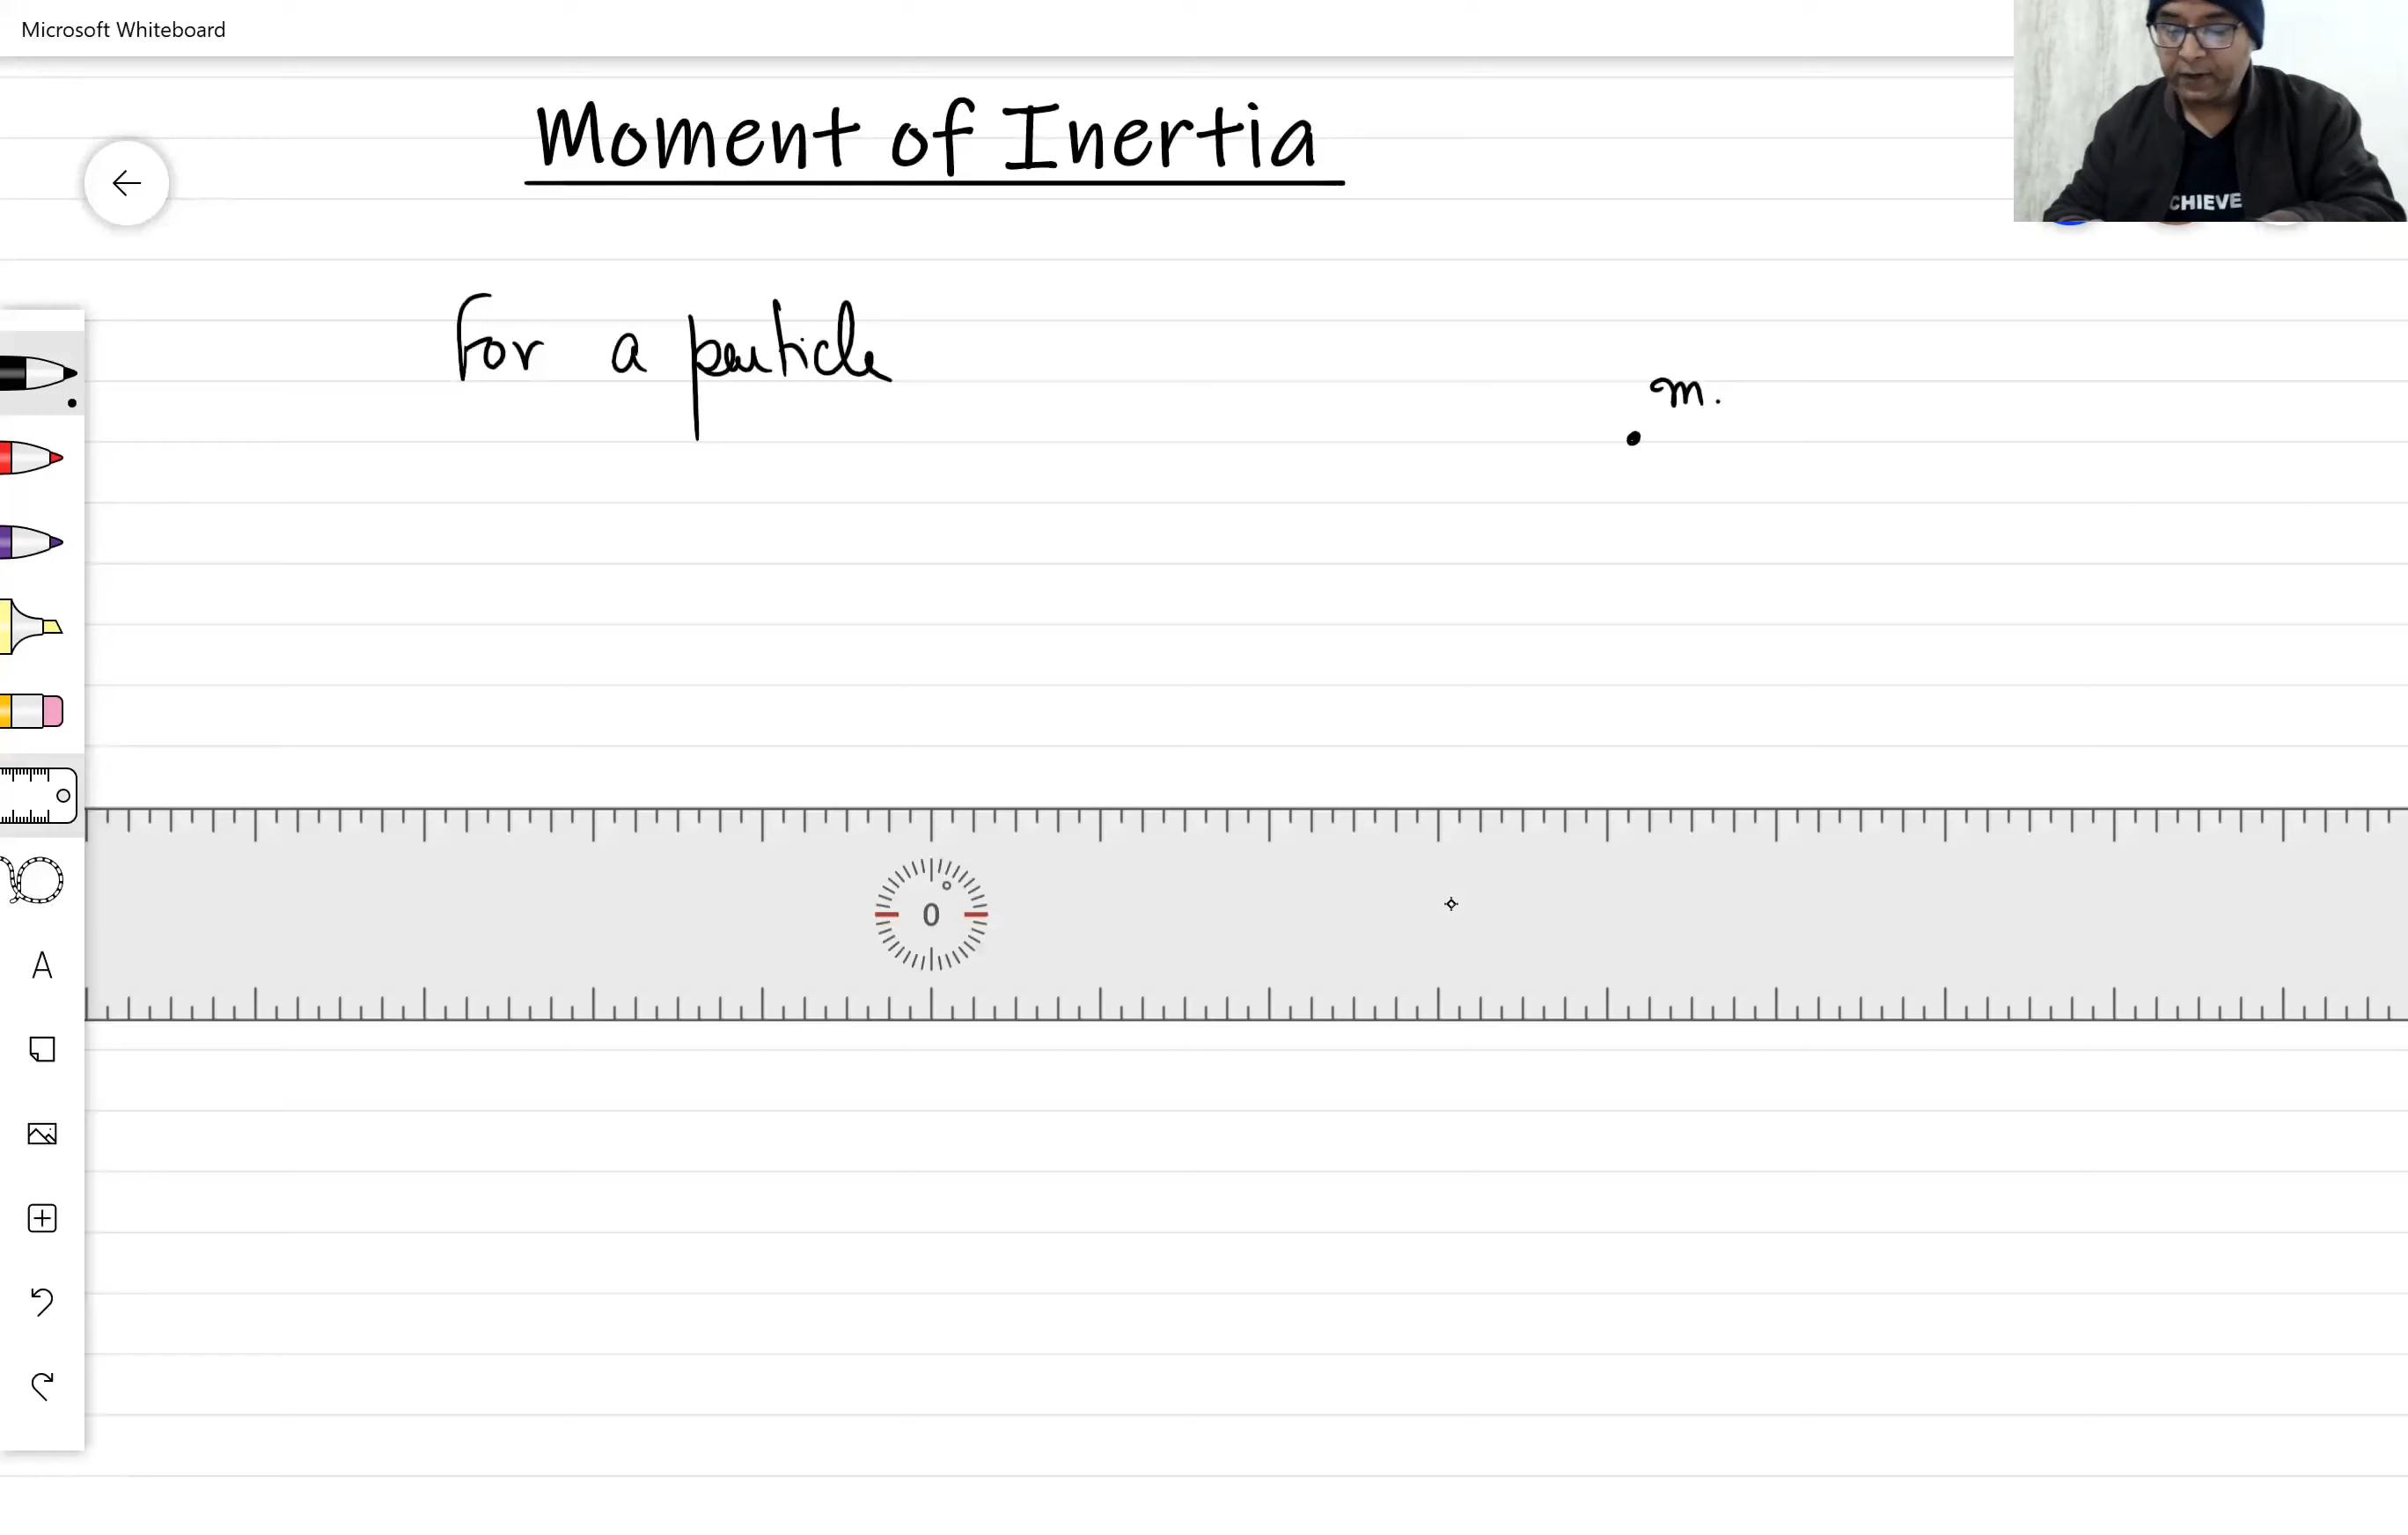 Microsoft Whiteboard
CHIEVE
Moment of Inertia
For a particle
m.
0°
A